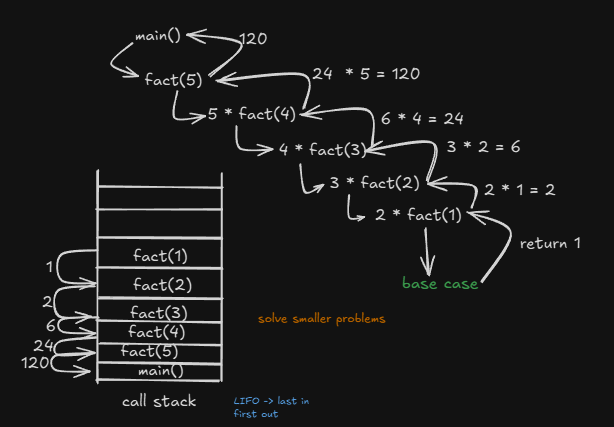 main()
120
fact(5)
24 * 5 = 120
5 * fact(4)
6 * 4 = 24
4 * fact(3)
3 * 2 = 6
3 * fact(2)
2 * 1 = 2
2 * fact(1)
return 1
base case
fact(1)
1
fact(2)
2
fact(3)
6
fact(4)
24
fact(5)
120
main()
call stack
solve smaller problems
LIFO -> last in
first out